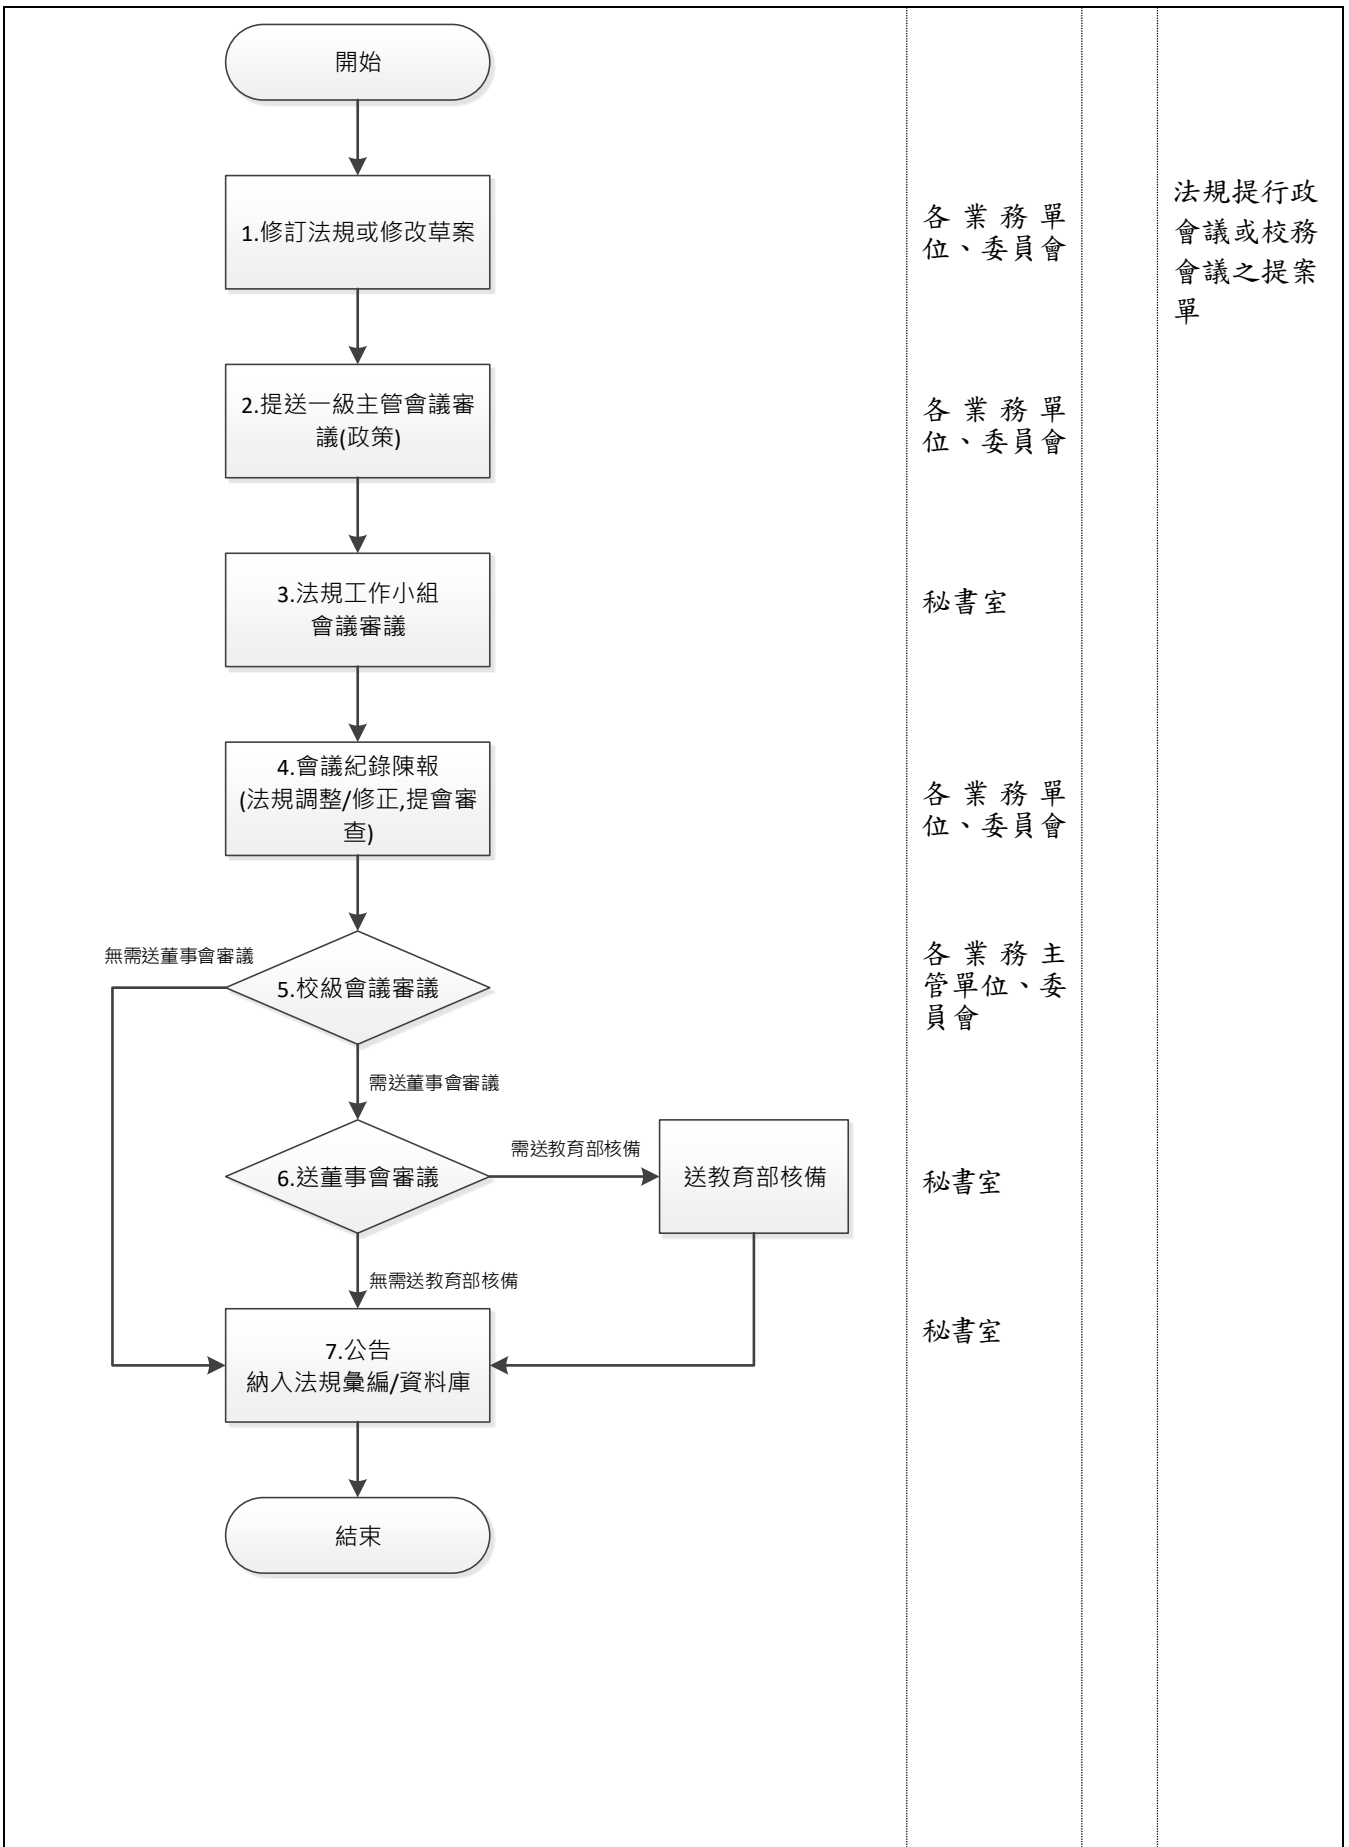 開始
1.修訂法規或修改草案
各業務單
位、委員會
法規提行政
會議或校務
會議之提案
單
2.提送一級主管會議審
議(政策)
各業務單
位、委員會
3.法規工作小組
會議審議
秘書室
4.會議紀錄陳報
(法規調整/修正,提會審
查)
各業務單
位、委員會
無需送董事會審議
5.校級會議審議
各業務主
管單位、委
員會
需送董事會審議
6.送董事會審議
需送教育部核備
送教育部核備
秘書室
無需送教育部核備
7.公告
納入法規彙編/資料庫
秘書室
結束